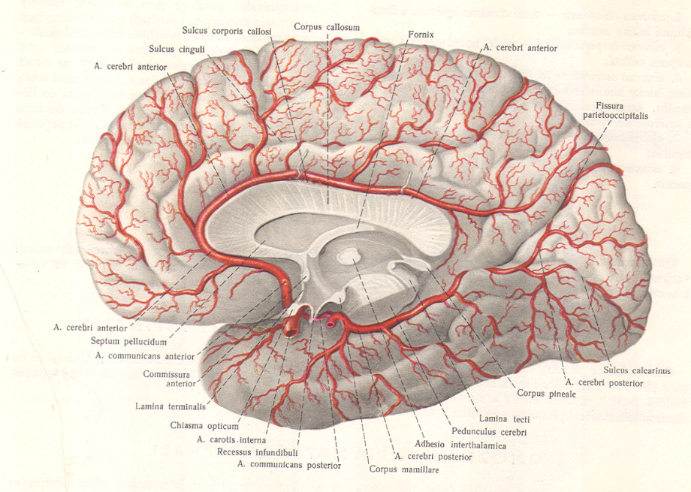 Sulcus corporis callosi
Corpus callosum
Fornix
Sulcus cinguli
A. cerebri anterior
A. cerebri anterior
Fissura
parietooccipitalis
A. cerebri anterior
Septum pellucidum
A. communicans anterior
Commissura
anterior
Lamina terminalis
Chiasma opticum
A. carotis interna
Recessus infundibuli
A. communicans posterior
Corpus mamillare
A. cerebri posterior
Adhesio interthalamica
Pedunculus cerebri
Lamina tecti
Corpus pineale
A. cerebri posterior
Sulcus calcarinus